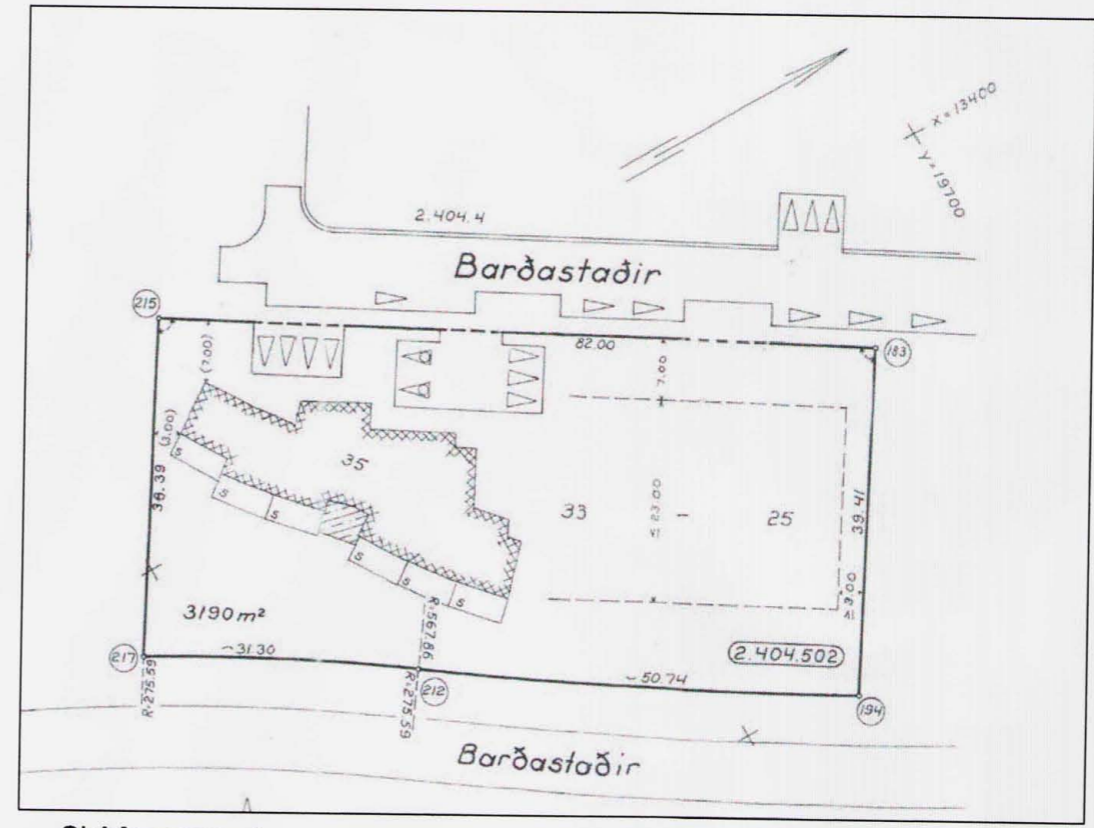 X=13400
Y=19700
2.404.4
Barðastaðir
215
183
(7.00)
82.00
7.00
(3.00)
35
S
S
S
38.39
33
≥ 23.00
–
25
39.41
S
S
S
≥ 3.00
3190 m²
R=567.86
2.404.502
217
~31.30
~50.74
R=275.59
R=275.59
212
194
Barðastaðir